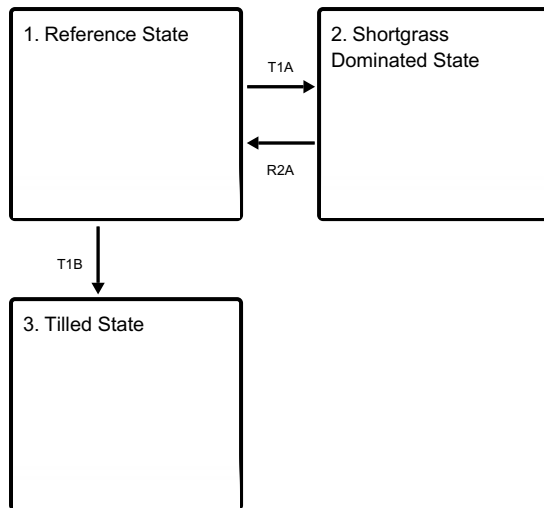 1. Reference State
2. Shortgrass
Dominated State
T1A
R2A
T1B
3. Tilled State